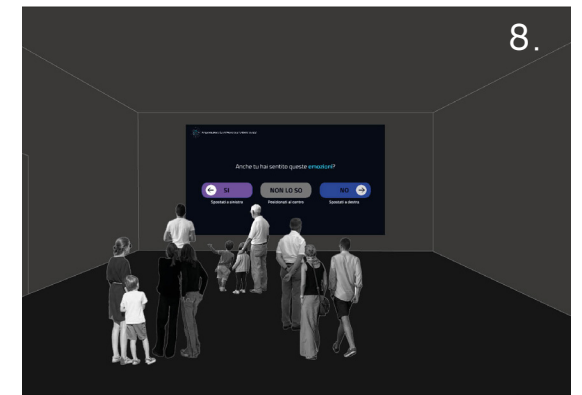 8.
Anche tu hai sentito queste emozioni?
SI
NON LO SO
NO
Spostati a sinistra
Posizionati al centro
Spostati a destra